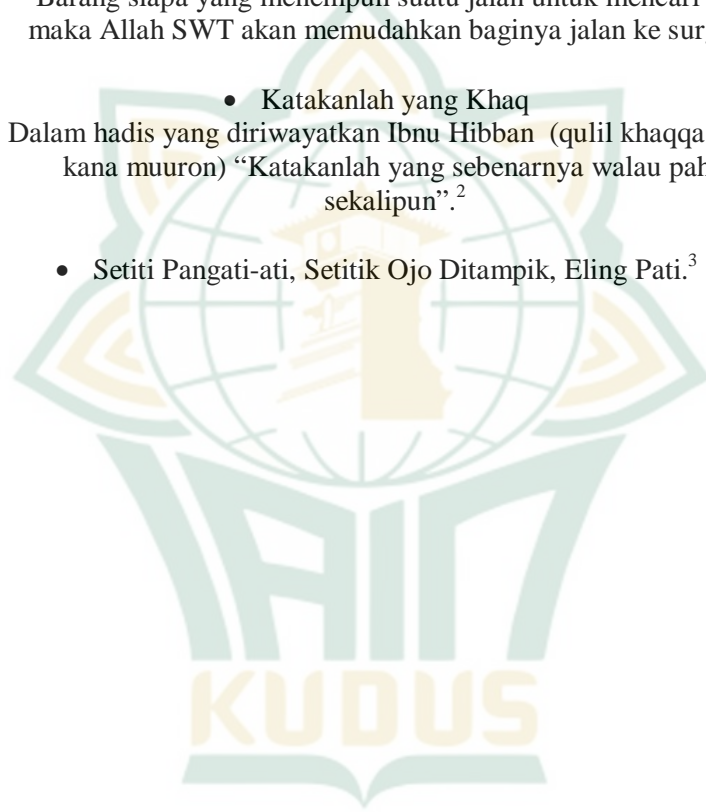 Barang siapa yang menempuh suatu jalan untuk mencari
maka Allah SWT akan memudahkan baginya jalan ke
• Katakanlah yang Khaq
Dalam hadis yang diriwayatkan Ibnu Hibban (qulil khaqqa
kana muuron) “Katakanlah yang sebenarnya walau
sekalipun”.²
• Setiti Pangati-ati, Setitik Ojo Ditampik, Eling Pati.³
IAIN
KUDUS